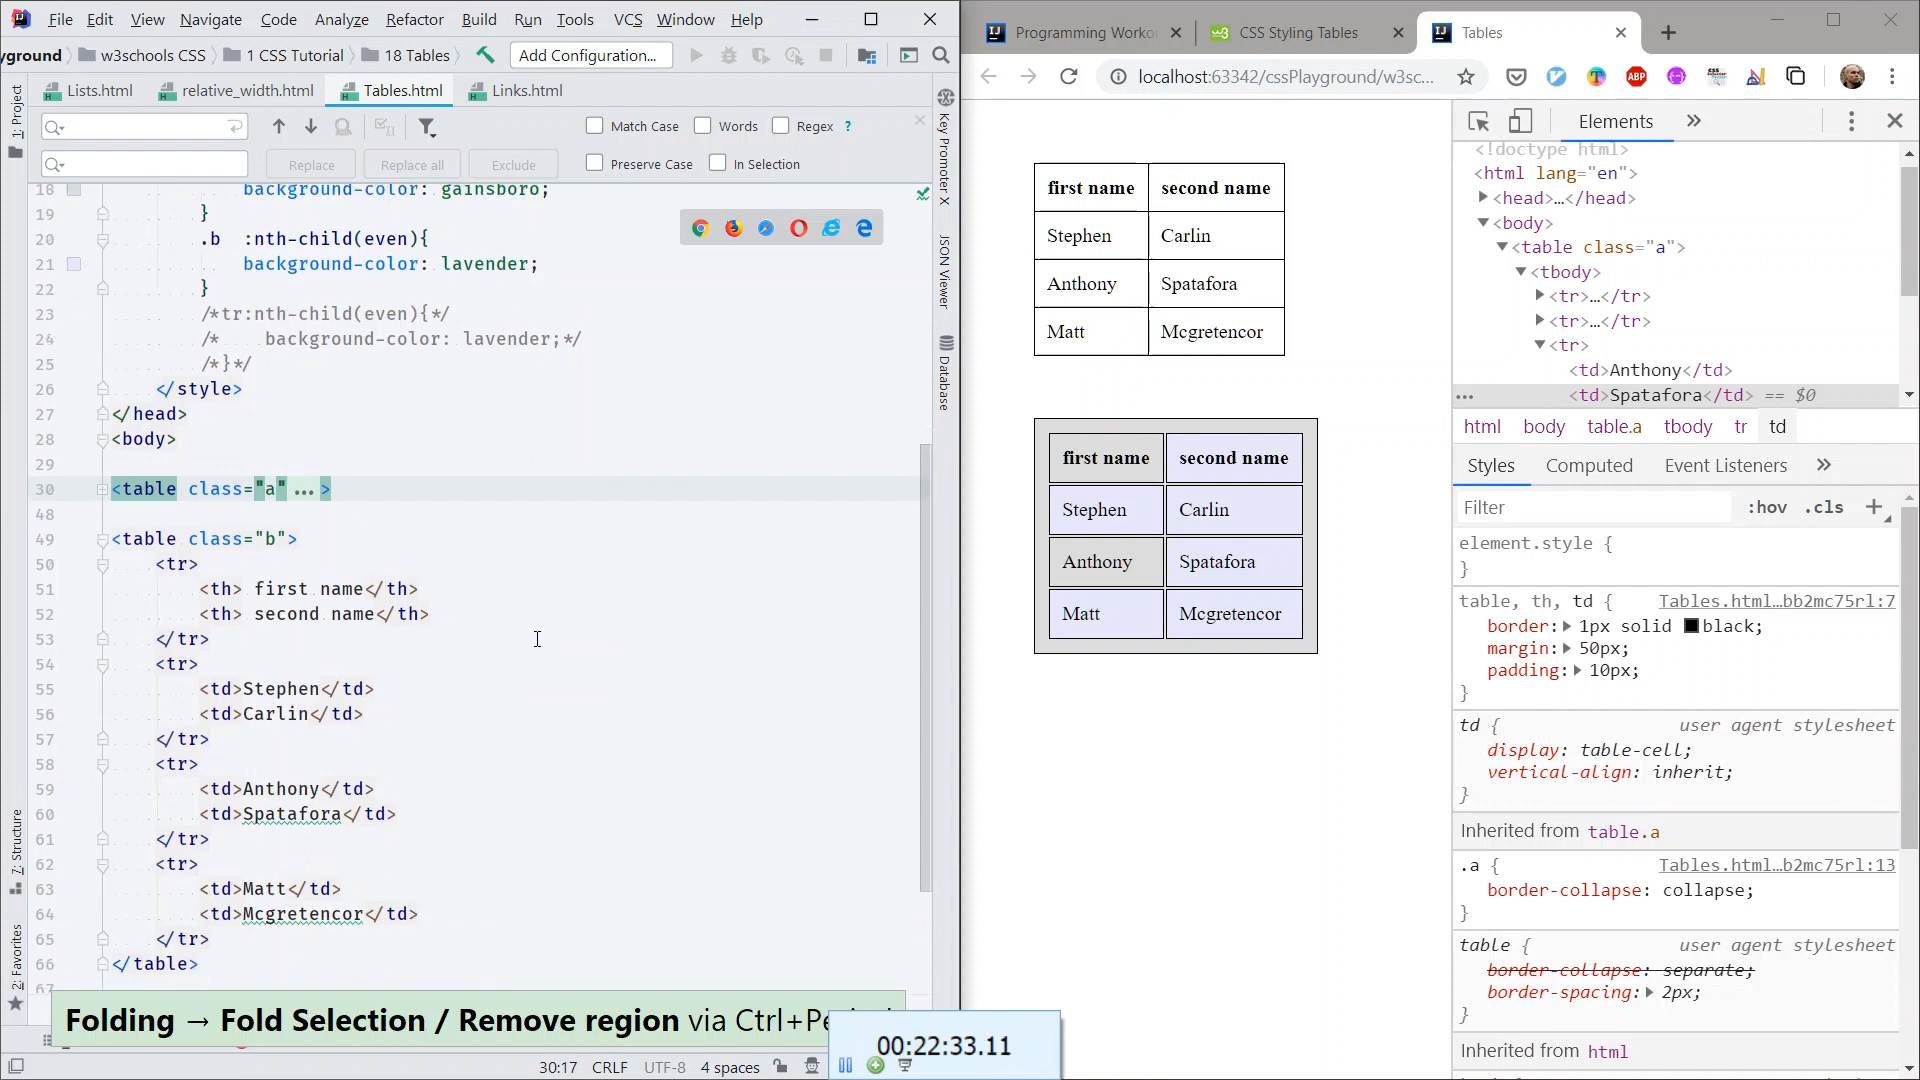 File Edit View Navigate Code Analyze Refactor Build Run Tools VCS Window Help
yground w3schools CSS 1 CSS Tutorial 18 Tables Add Configuration...
Lists.html relative_width.html Tables.html Links.html
Match Case Words Regex ?
Replace Replace all Exclude Preserve Case In Selection
1: Project
7: Structure
2: Favorites
18 background-color: gainsboro;
19 }
20 .b :nth-child(even){
21 background-color: lavender;
22 }
23 /*tr:nth-child(even){*/
24 /* background-color: lavender;*/
25 /*}*/
26 </style>
27 </head>
28 <body>
29
30 <table class="a"...>
48
49 <table class="b">
50 <tr>
51 <th> first name</th>
52 <th> second name</th>
53 </tr>
54 <tr>
55 <td>Stephen</td>
56 <td>Carlin</td>
57 </tr>
58 <tr>
59 <td>Anthony</td>
60 <td>Spatafora</td>
61 </tr>
62 <tr>
63 <td>Matt</td>
64 <td>Mcgretencor</td>
65 </tr>
66 </table>
67
Key Promoter X
JSON Viewer
Database
Folding → Fold Selection / Remove region via
00:22:33.11
30:17 CRLF UTF-8 4 spaces
Programming Worko CSS Styling Tables Tables
localhost:63342/cssPlayground/w3sc...
ABP
first name second name
Stephen Carlin
Anthony Spatafora
Matt Mcgretencor
first name second name
Stephen Carlin
Anthony Spatafora
Matt Mcgretencor
Elements
<!doctype html>
<html lang="en">
<head>…</head>
<body>
<table class="a">
<tbody>
<tr>…</tr>
<tr>…</tr>
<tr>
<td>Anthony</td>
<td>Spatafora</td> == $0
html body table.a tbody tr td
Styles Computed Event Listeners
Filter :hov .cls
element.style {
}
table, th, td { Tables.html…bb2mc75rl:7
border: 1px solid black;
margin: 50px;
padding: 10px;
}
td { user agent stylesheet
display: table-cell;
vertical-align: inherit;
}
Inherited from table.a
.a { Tables.html…b2mc75rl:13
border-collapse: collapse;
}
table { user agent stylesheet
border-collapse: separate;
border-spacing: 2px;
}
Inherited from html